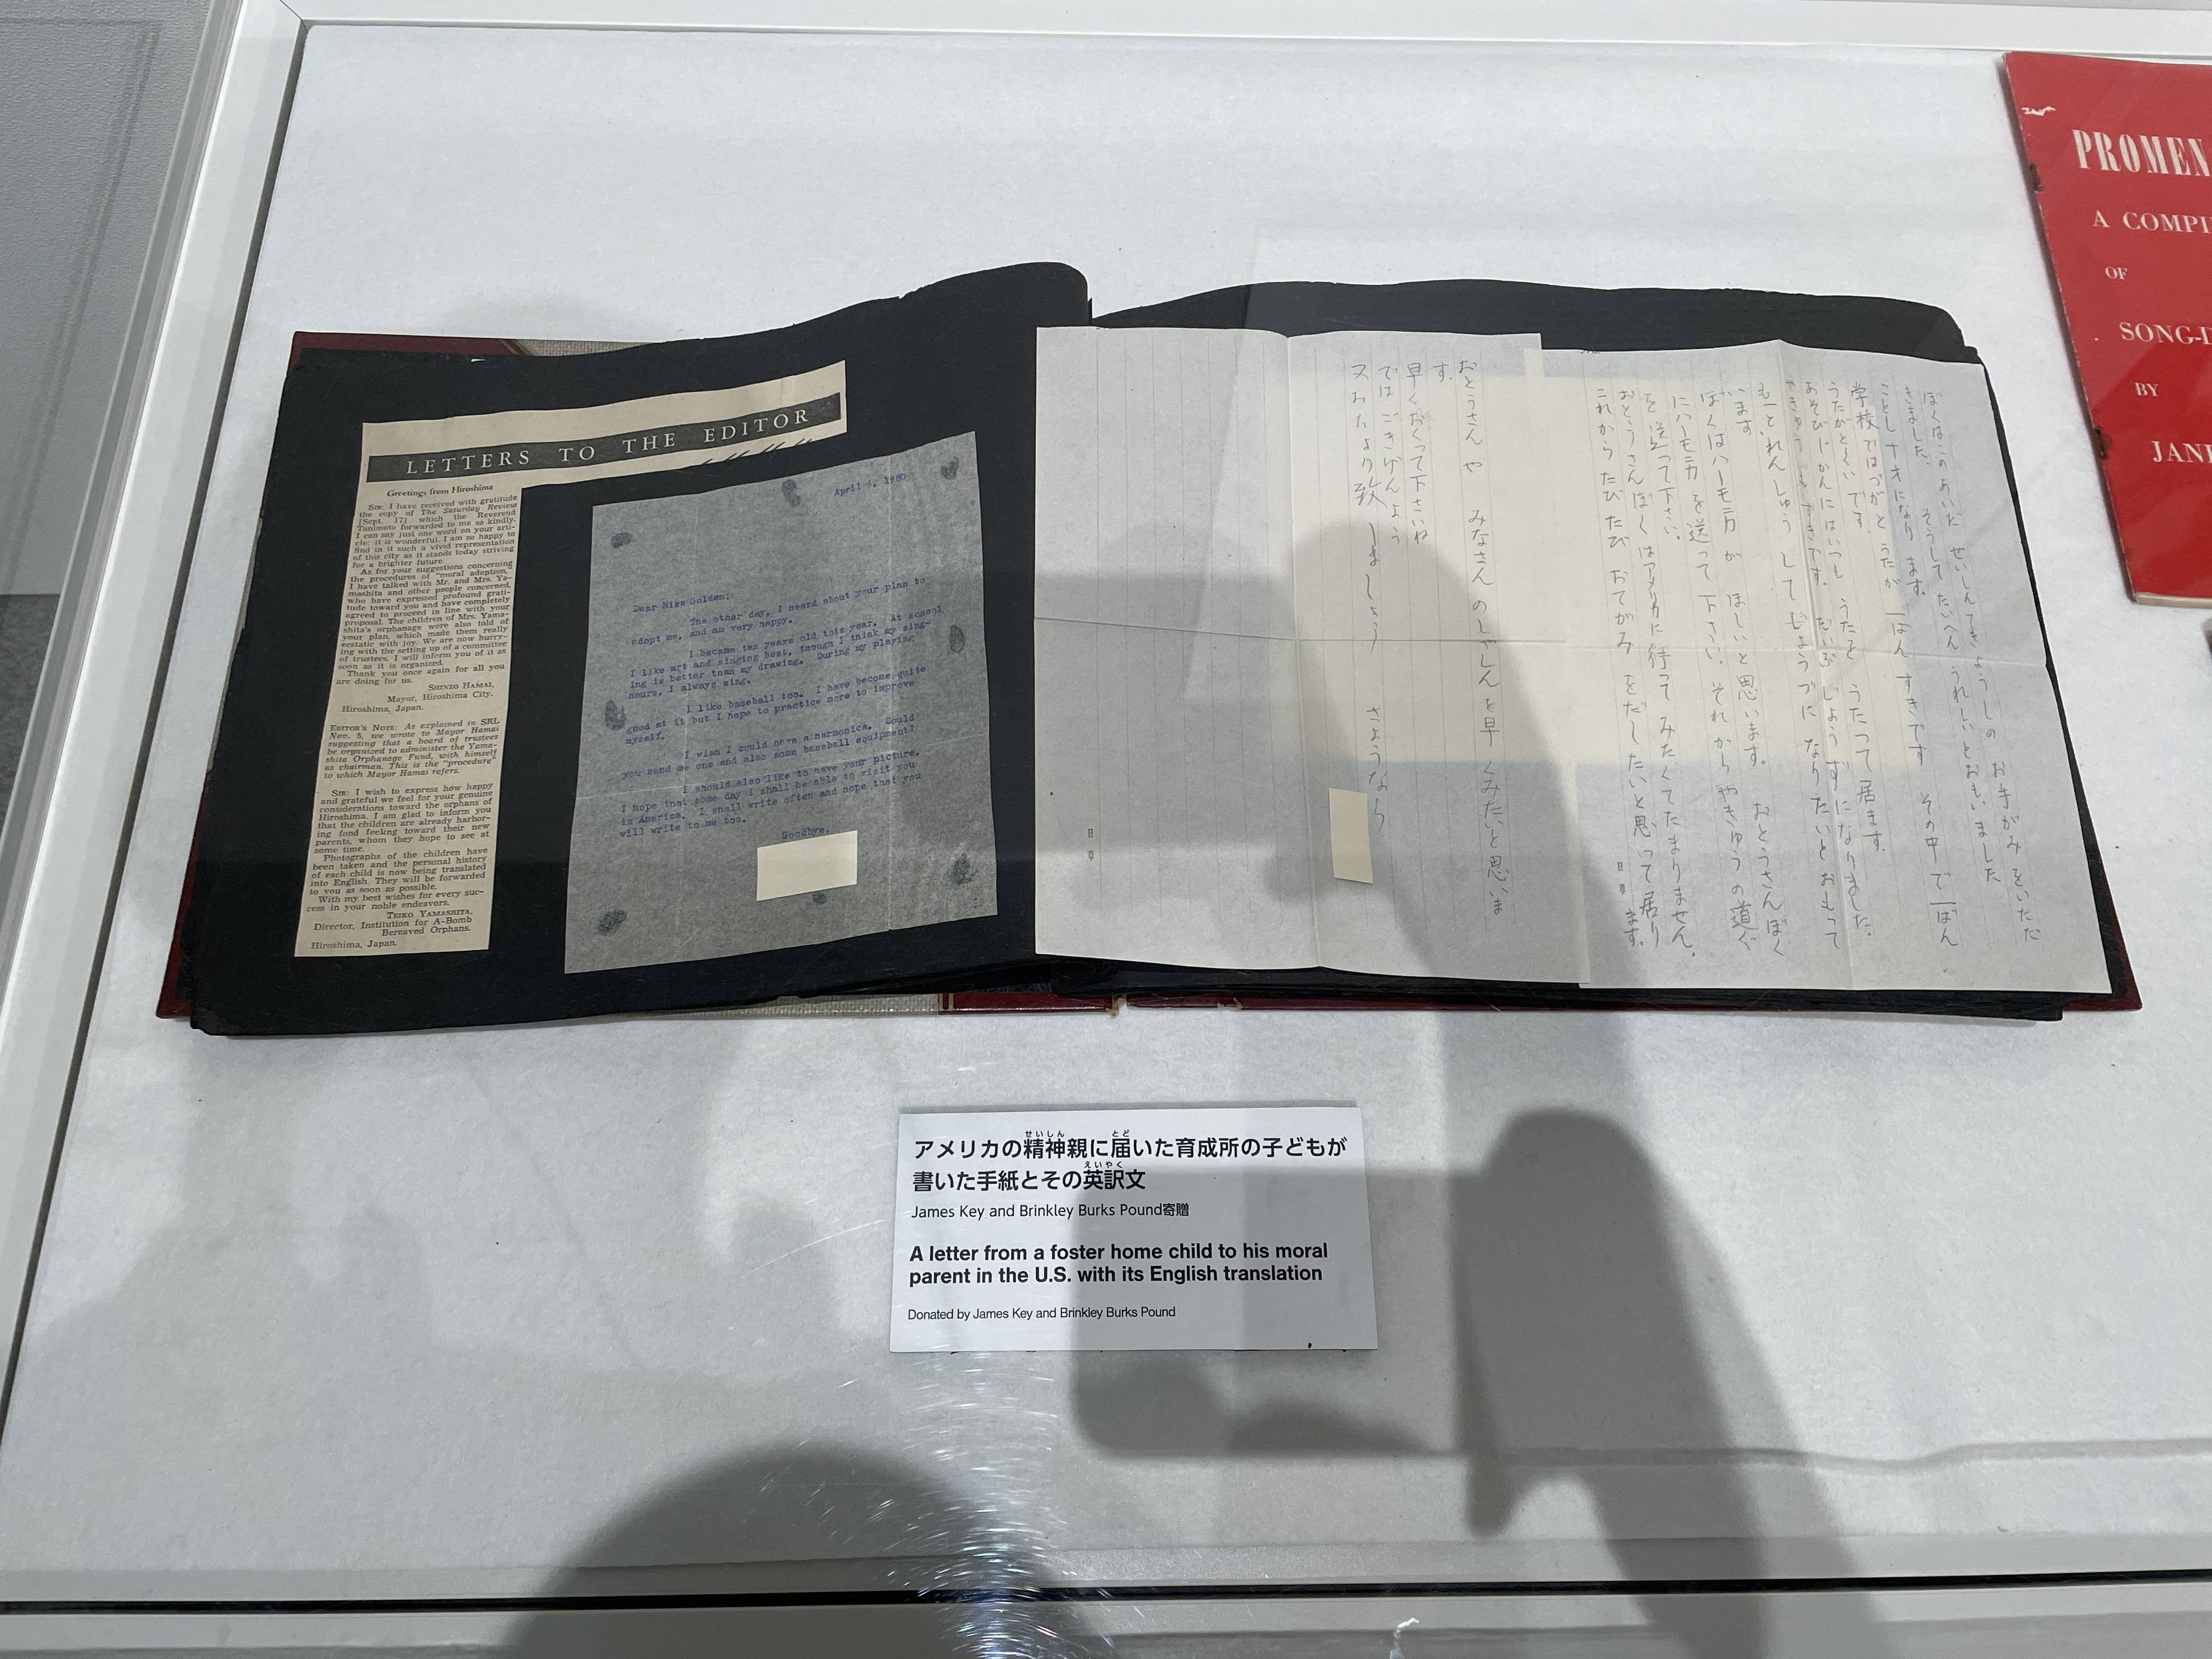 LETTERS TO THE EDITOR
Greetings from Hiroshima
SIR: I have received with gratitude
the copy of The Saturday Review
[Sept. 17] which the Reverend
Tanimoto forwarded to me so kindly.
I can say just one word on your arti-
cle: it is wonderful. I am so happy to
find in it such a vivid representation
of this city as it stands today striving
for a brighter future.
As for your suggestions concerning
the procedures of "moral adoption,"
I have talked with Mr. and Mrs. Ya-
mashita and other people concerned,
who have expressed profound grati-
tude toward you and have completely
agreed to proceed in line with your
proposal. The children of Mrs. Yama-
shita's orphanage were also told of
your plan, which made them really
ecstatic with joy. We are now hurry-
ing with the setting up of a committee
of trustees. I will inform you of it as
soon as it is organized.
Thank you once again for all you
are doing for us.
SHINZO HAMAI,
Mayor, Hiroshima City.
Hiroshima, Japan.
EDITOR'S NOTE: As explained in SRL
Nov. 5, we wrote to Mayor Hamai
suggesting that a board of trustees
be organized to administer the Yama-
shita Orphanage Fund, with himself
as chairman. This is the "procedure"
to which Mayor Hamai refers.
SIR: I wish to express how happy
and grateful we feel for your genuine
considerations toward the orphans of
Hiroshima. I am glad to inform you
that the children are already harbor-
ing fond feeling toward their new
parents, whom they hope to see at
some time.
Photographs of the children have
been taken and the personal history
of each child is now being translated
into English. They will be forwarded
to you as soon as possible.
With my best wishes for every suc-
cess in your noble endeavors.
TEIKO YAMASHITA,
Director, Institution for A-Bomb
Bereaved Orphans.
Hiroshima, Japan.
April 4, 1950
Dear Miss Golden:
The other day, I heard about your plan to
adopt me, and am very happy.
I became ten years old this year. At school
I like art and singing best, though I think my sing-
ing is better than my drawing. During my playing
hours, I always sing.
I like baseball too. I have become quite
good at it but I hope to practice more to improve
myself.
I wish I could have a harmonica. Could
you send me one and also some baseball equipment?
I should also like to have your picture.
I hope that some day I shall be able to visit you
in America. I shall write often and hope that you
will write to me too.
Goodbye,
ぼくはこのあいだ せいしんてきようしの お手がみをいただ
きました。 そうして たいへん うれしいとおもいました
ことし十才になります。
学校ではづがと うたが 一ばん すきです その中で一ばん
うたがとくいです。
あそびじかんにはいつも うたを うたって居ます。
やきゅうもすきです。だいぶ じょうずになりました。
もっとれんしゅうして じょうづに なりたいとおもって
います
ぼくはハーモニカが ほしいと思います。 おとうさんぼく
にハーモニカを送って下さい。それからやきゅうの道ぐ
を送って下さい。
おとうさんぼくはアメリカに行って みたくてたまりません。
これからたびたび おてがみ をだしたいと思って居り
ます。
おとうさん や みなさんのしゃしんを早くみたいと思いま
す。
早くおくって下さいね
では ごきげんよう
又おたより致しましょう さようなら
アメリカの精神親に届いた育成所の子どもが
書いた手紙とその英訳文
James Key and Brinkley Burks Pound寄贈
A letter from a foster home child to his moral
parent in the U.S. with its English translation
Donated by James Key and Brinkley Burks Pound
PROMEN
A COMPI
OF
SONG-D
BY
JANE